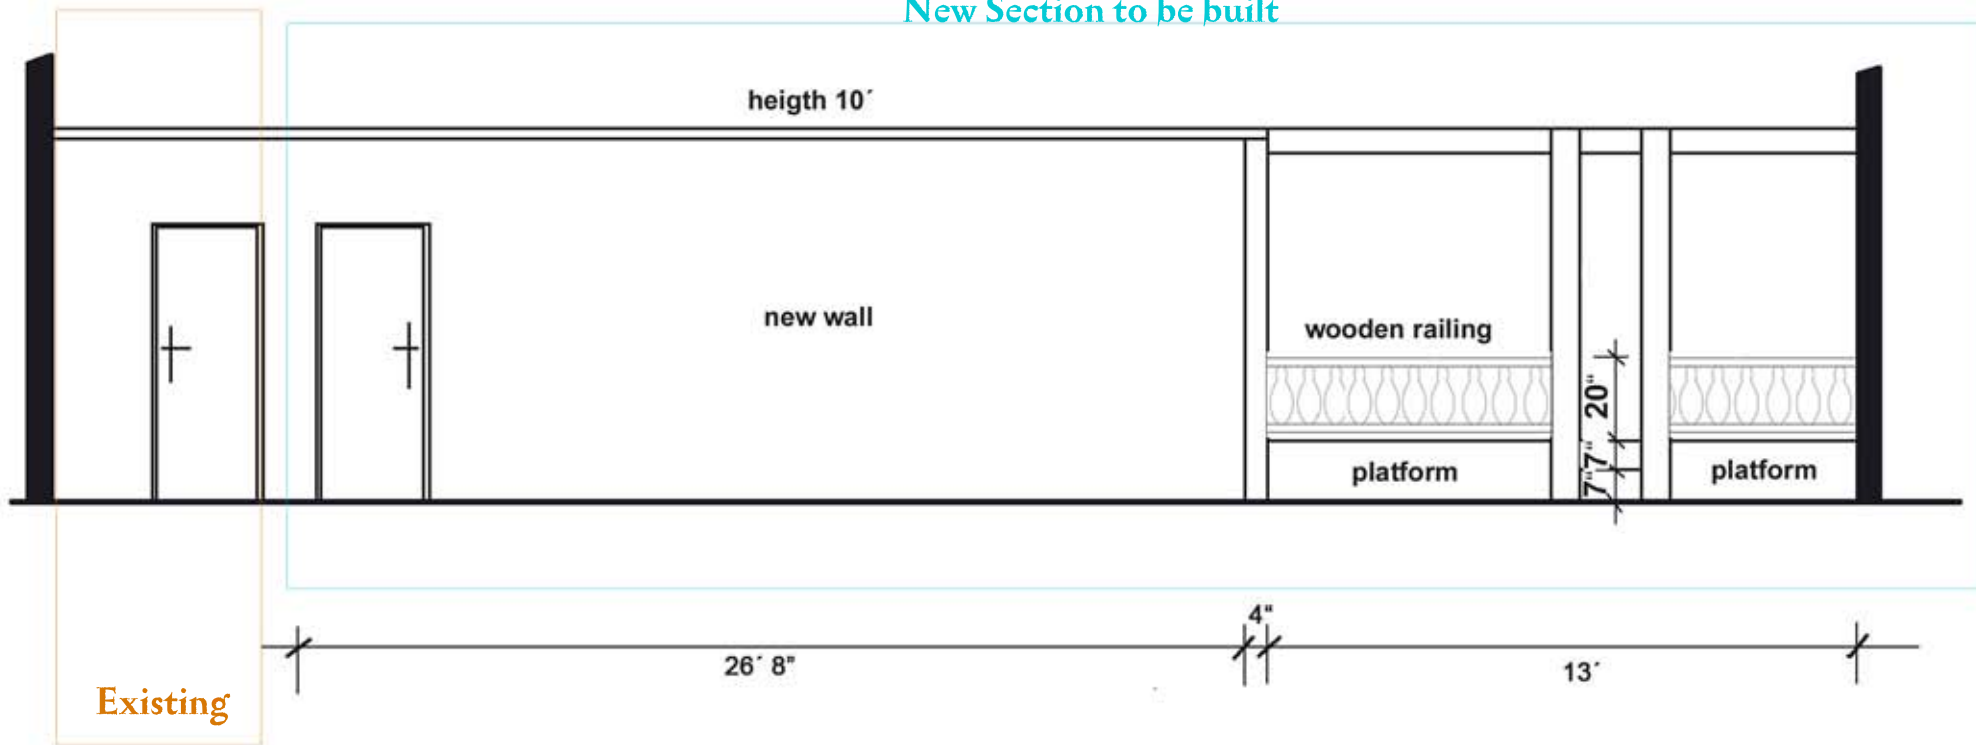 New Section to be built
heigth 10´
new wall
wooden railing
20“
7“
7“
platform
platform
4“
26´ 8”
13´
Existing